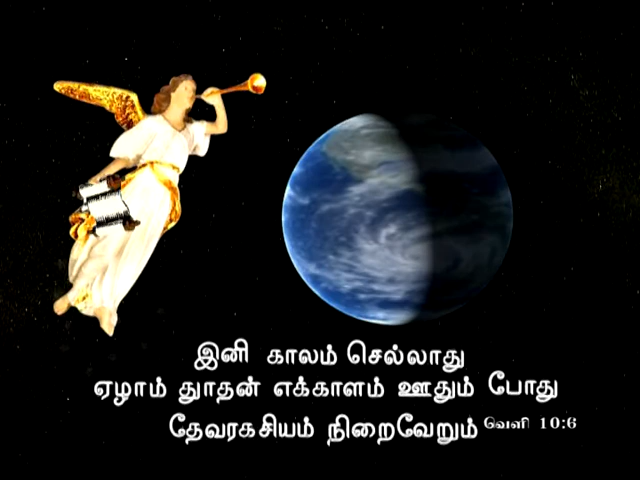 இனி காலம் செல்லாது
ஏழாம் தூதன் எக்காளம் ஊதும் போது
தேவரகசியம் நிறைவேறும் வெளி 10:6